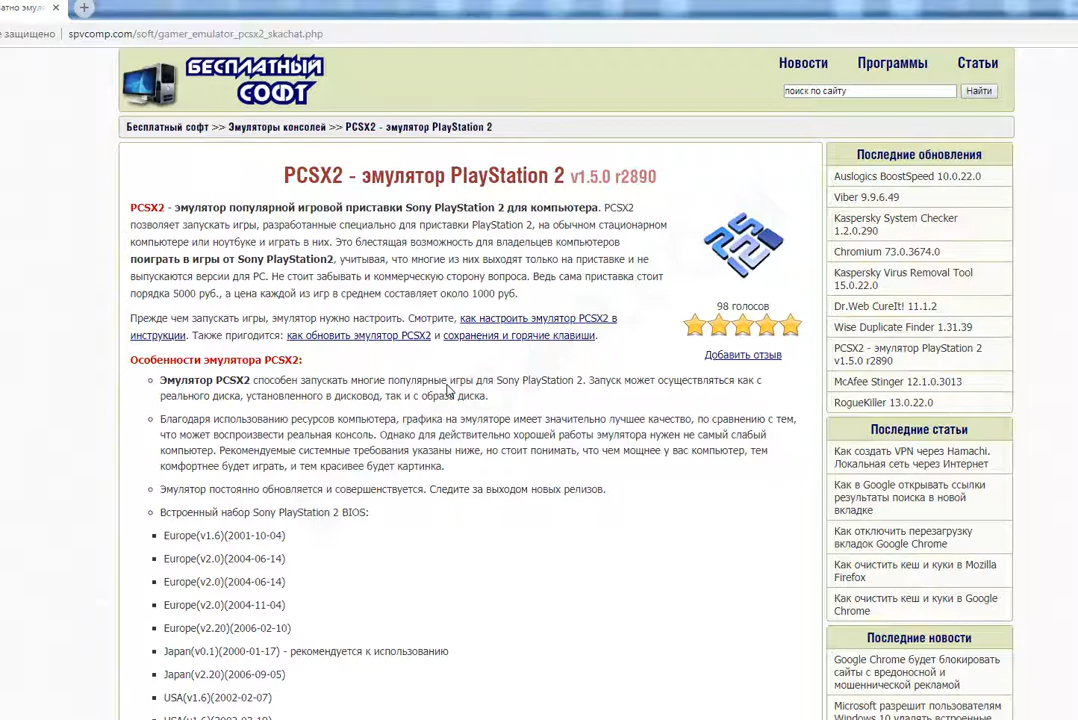 spvcomp.com/soft/gamer_emulator_pcsx2_skachat.php
БЕСПЛАТНЫЙ
СОФТ
Новости Программы Статьи
поиск по сайту Найти
Бесплатный софт >> Эмуляторы консолей >> PCSX2 - эмулятор PlayStation 2
PCSX2 - эмулятор PlayStation 2 v1.5.0 r2890
PCSX2 - эмулятор популярной игровой приставки Sony PlayStation 2 для компьютера. PCSX2
позволяет запускать игры, разработанные специально для приставки PlayStation 2, на обычном стационарном
компьютере или ноутбуке и играть в них. Это блестящая возможность для владельцев компьютеров
поиграть в игры от Sony PlayStation2, учитывая, что многие из них выходят только на приставке и не
выпускаются версии для PC. Не стоит забывать и коммерческую сторону вопроса. Ведь сама приставка стоит
порядка 5000 руб., а цена каждой из игр в среднем составляет около 1000 руб.
98 голосов
Добавить отзыв
Прежде чем запускать игры, эмулятор нужно настроить. Смотрите, как настроить эмулятор PCSX2 в
инструкции. Также пригодится: как обновить эмулятор PCSX2 и сохранения и горячие клавиши.
Особенности эмулятора PCSX2:
Эмулятор PCSX2 способен запускать многие популярные игры для Sony PlayStation 2. Запуск может осуществляться как с
реального диска, установленного в дисковод, так и с образа диска.
Благодаря использованию ресурсов компьютера, графика на эмуляторе имеет значительно лучшее качество, по сравнению с тем,
что может воспроизвести реальная консоль. Однако для действительно хорошей работы эмулятора нужен не самый слабый
компьютер. Рекомендуемые системные требования указаны ниже, но стоит понимать, что чем мощнее у вас компьютер, тем
комфортнее будет играть, и тем красивее будет картинка.
Эмулятор постоянно обновляется и совершенствуется. Следите за выходом новых релизов.
Встроенный набор Sony PlayStation 2 BIOS:
Europe(v1.6)(2001-10-04)
Europe(v2.0)(2004-06-14)
Europe(v2.0)(2004-06-14)
Europe(v2.0)(2004-11-04)
Europe(v2.20)(2006-02-10)
Japan(v0.1)(2000-01-17) - рекомендуется к использованию
Japan(v2.20)(2006-09-05)
USA(v1.6)(2002-02-07)
Последние обновления
Auslogics BoostSpeed 10.0.22.0
Viber 9.9.6.49
Kaspersky System Checker
1.2.0.290
Chromium 73.0.3674.0
Kaspersky Virus Removal Tool
15.0.22.0
Dr.Web CureIt! 11.1.2
Wise Duplicate Finder 1.31.39
PCSX2 - эмулятор PlayStation 2
v1.5.0 r2890
McAfee Stinger 12.1.0.3013
RogueKiller 13.0.22.0
Последние статьи
Как создать VPN через Hamachi.
Локальная сеть через Интернет
Как в Google открывать ссылки
результаты поиска в новой
вкладке
Как отключить перезагрузку
вкладок Google Chrome
Как очистить кеш и куки в Mozilla
Firefox
Как очистить кеш и куки в Google
Chrome
Последние новости
Google Chrome будет блокировать
сайты с вредоносной и
мошеннической рекламой
Microsoft разрешит пользователям
Windows 10 удалять встроенные